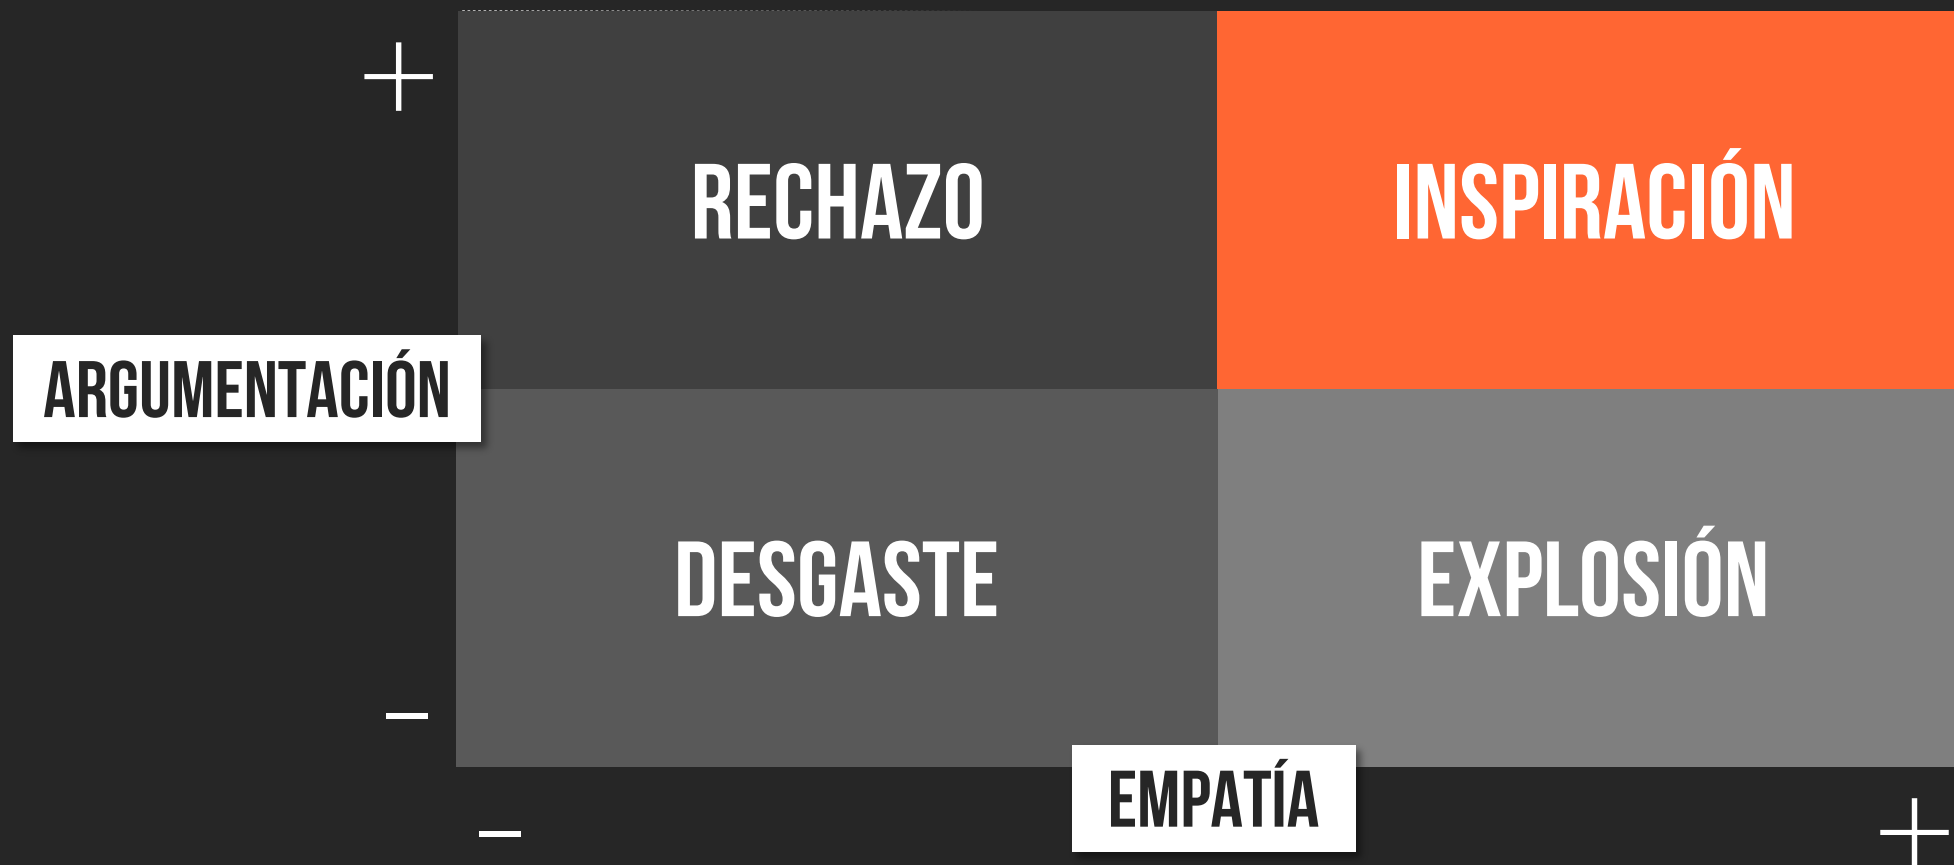 +
RECHAZO
INSPIRACIÓN
ARGUMENTACIÓN
DESGASTE
EXPLOSIÓN
–
EMPATÍA
–
+